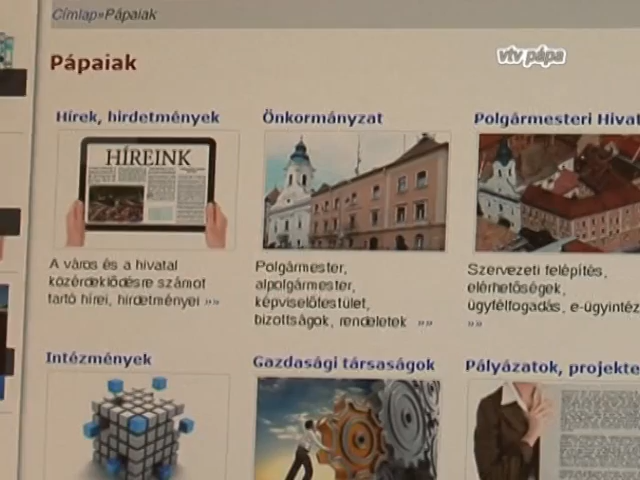 Címlap»Pápaiak
vtv pápa
Pápaiak
Hírek, hirdetmények
HÍREINK
A város és a hivatal
közérdeklődésre számot
tartó hírei, hirdetményei »»
Önkormányzat
Polgármester,
alpolgármester,
képviselőtestület,
bizottságok, rendeletek »»
Polgármesteri Hivat
Szervezeti felépítés,
elérhetőségek,
ügyfélfogadás, e-ügyinté
»»
Intézmények
Gazdasági társaságok
Pályázatok, projekte